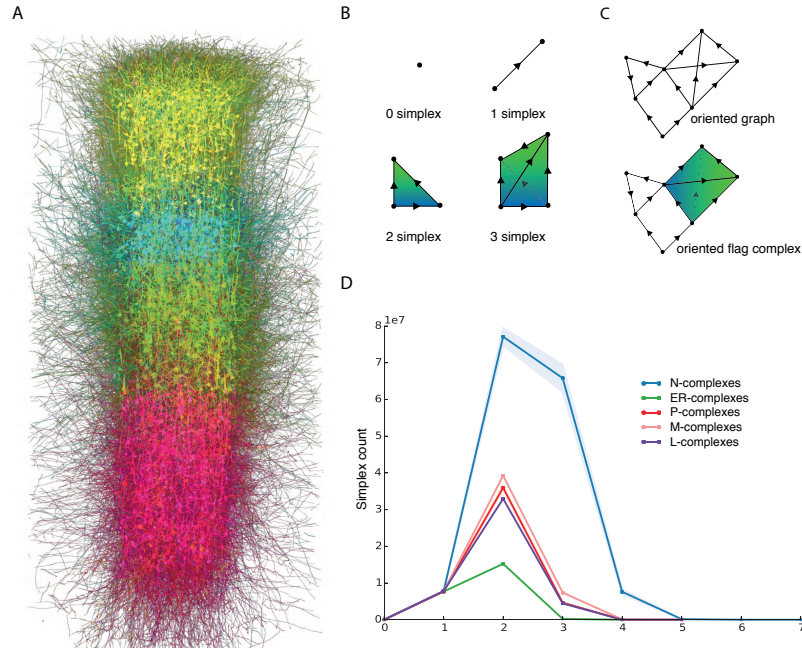 A
B
C
0 simplex
1 simplex
2 simplex
3 simplex
oriented graph
oriented flag complex
D
1e7
8
7
6
5
4
3
2
1
0
Simplex count
N-complexes
ER-complexes
P-complexes
M-complexes
L-complexes
0 1 2 3 4 5 6 7